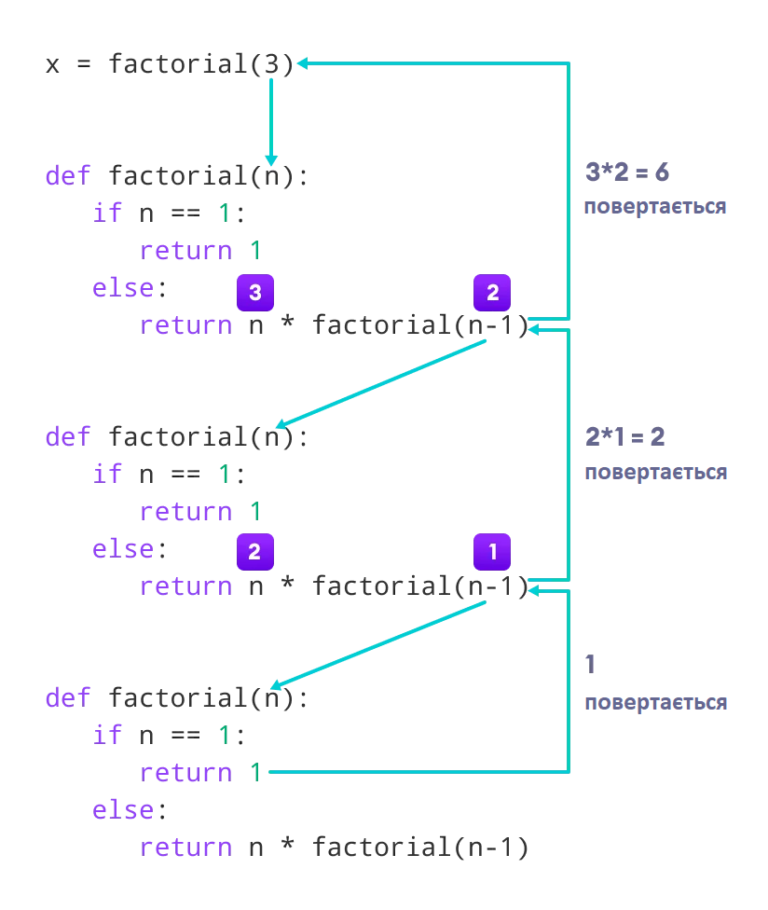 x = factorial(3)
def factorial(n):
   if n == 1:
      return 1
   else:
3
2
      return n * factorial(n-1)
3*2 = 6
повертається
def factorial(n):
   if n == 1:
      return 1
   else:
2
1
      return n * factorial(n-1)
2*1 = 2
повертається
def factorial(n):
   if n == 1:
      return 1
   else:
      return n * factorial(n-1)
1
повертається